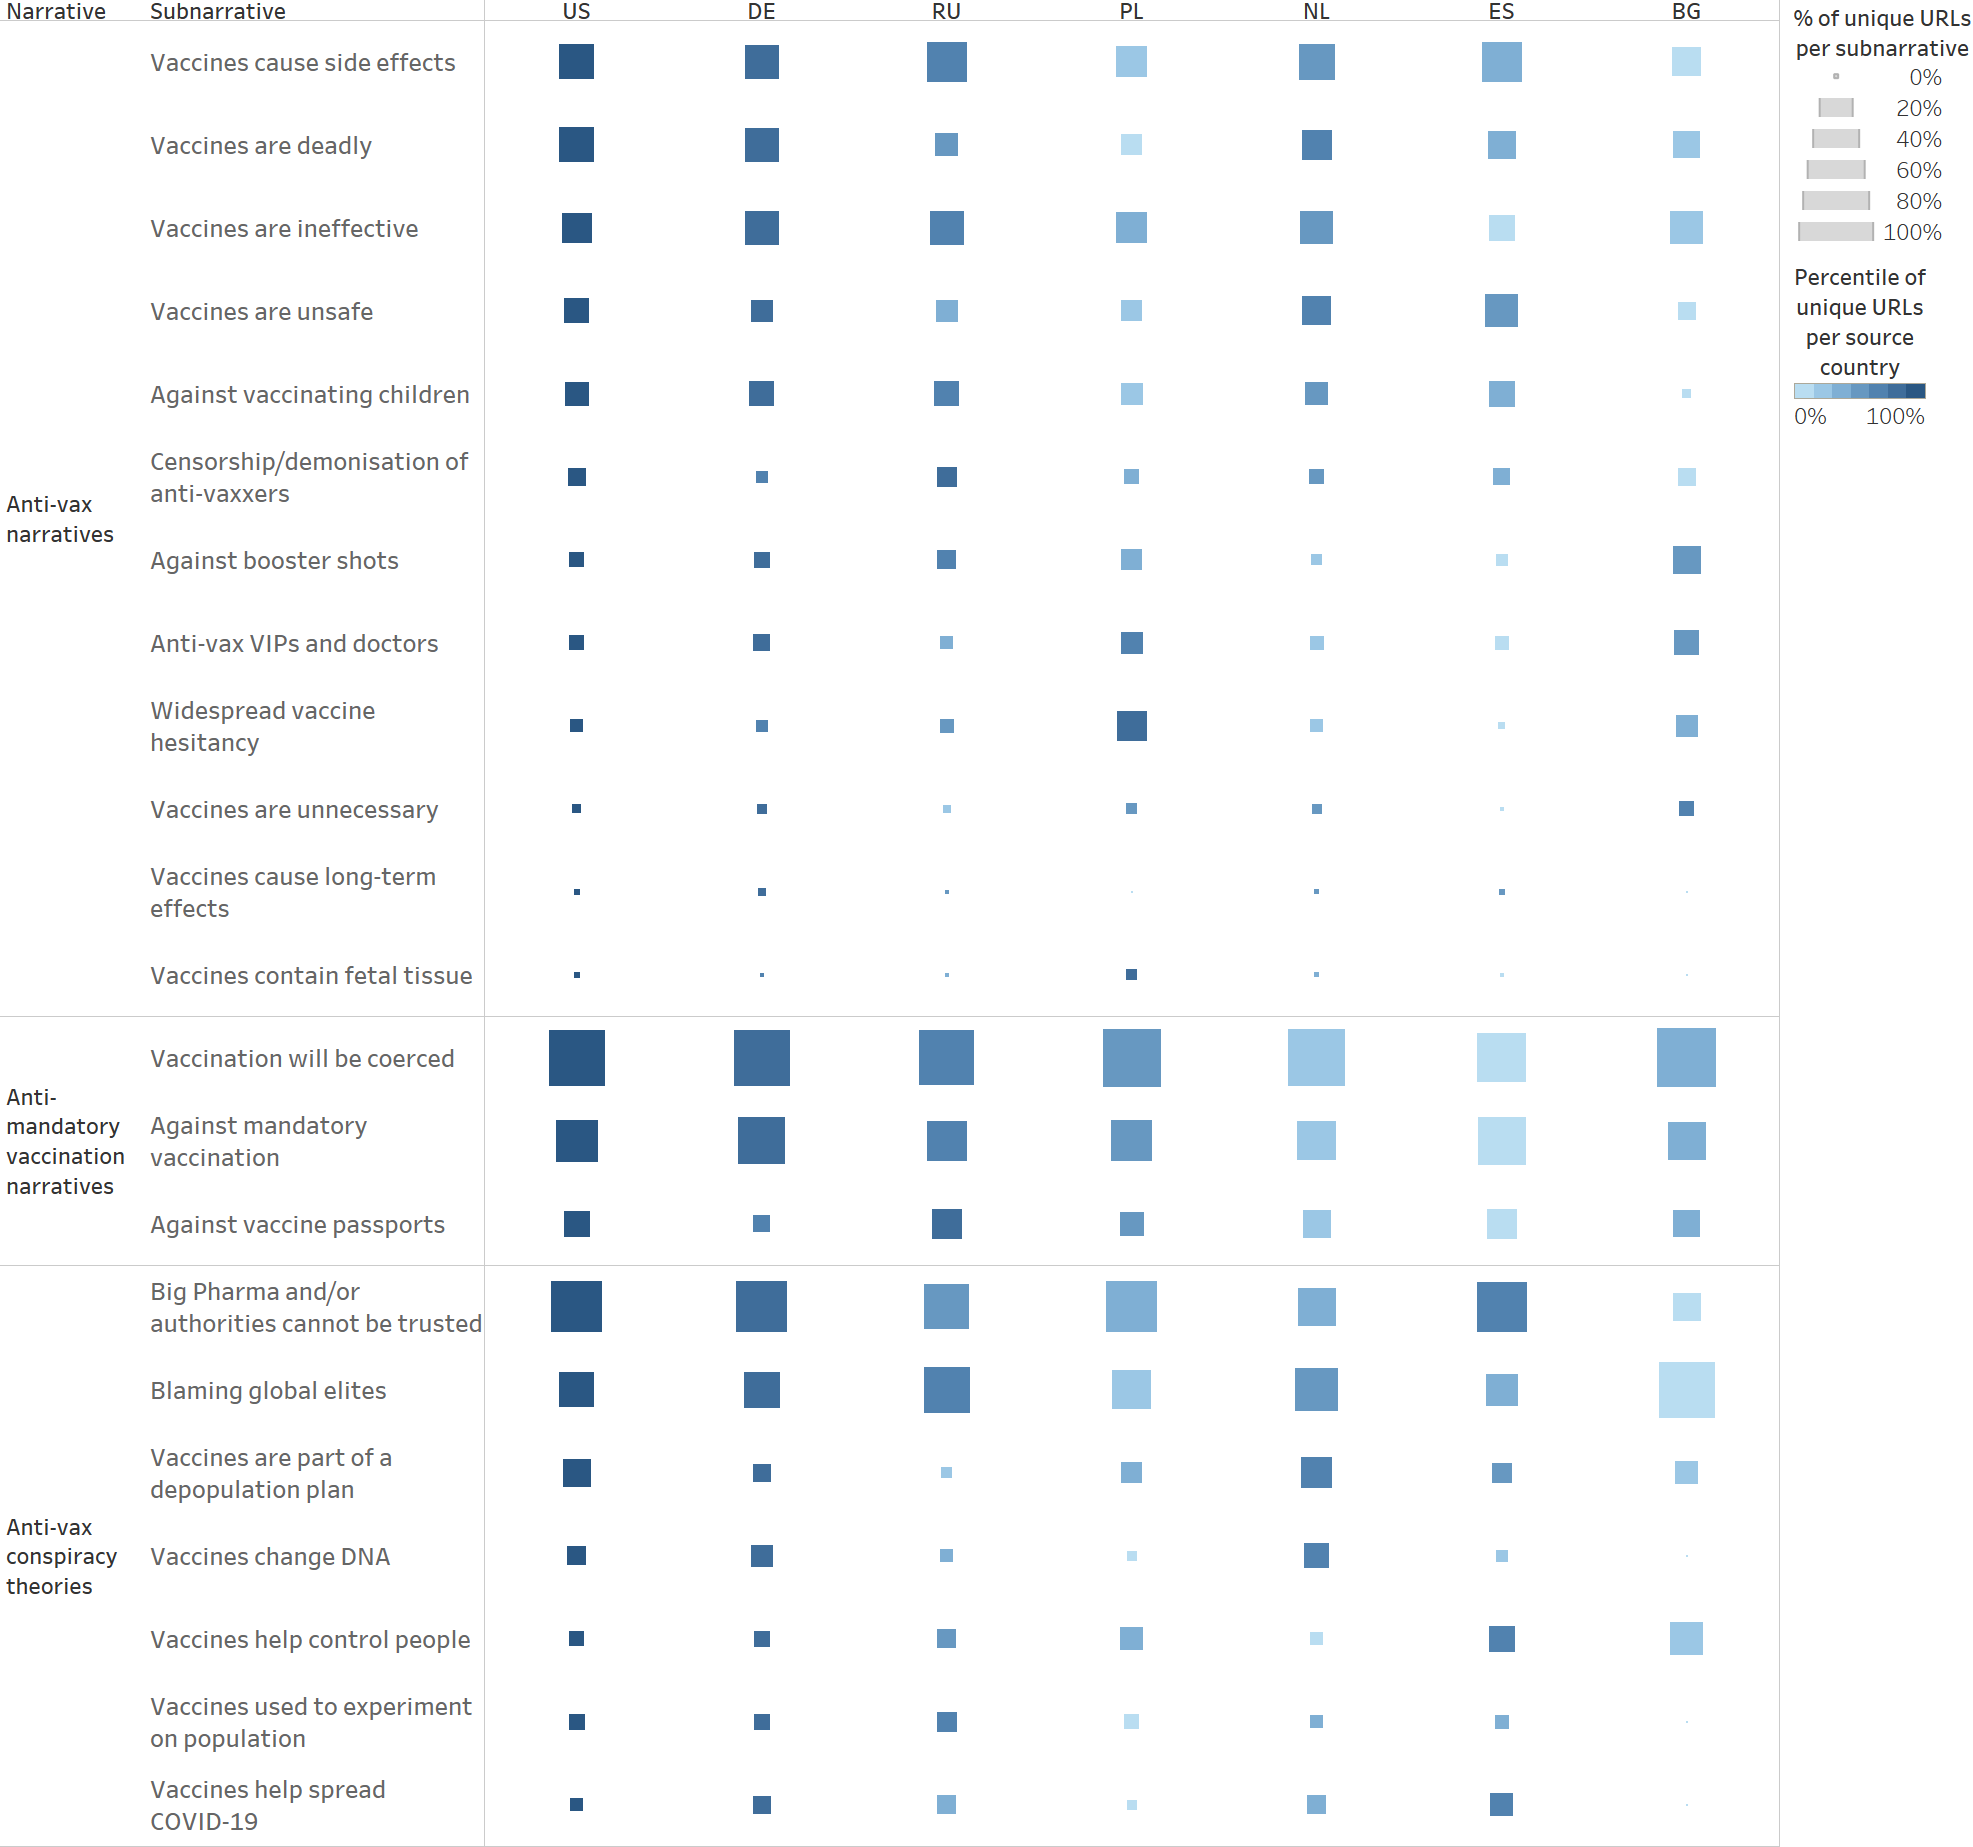 Narrative Subnarrative US DE RU PL NL ES BG
Vaccines cause side effects
Vaccines are deadly
Vaccines are ineffective
Vaccines are unsafe
Against vaccinating children
Censorship/demonisation of
anti-vaxxers
Anti-vax
narratives
Against booster shots
Anti-vax VIPs and doctors
Widespread vaccine
hesitancy
Vaccines are unnecessary
Vaccines cause long-term
effects
Vaccines contain fetal tissue
Anti-
mandatory
vaccination
narratives
Vaccination will be coerced
Against mandatory
vaccination
Against vaccine passports
Anti-vax
conspiracy
theories
Big Pharma and/or
authorities cannot be trusted
Blaming global elites
Vaccines are part of a
depopulation plan
Vaccines change DNA
Vaccines help control people
Vaccines used to experiment
on population
Vaccines help spread
COVID-19
% of unique URLs
per subnarrative
0%
20%
40%
60%
80%
100%
Percentile of
unique URLs
per source
country
0% 100%